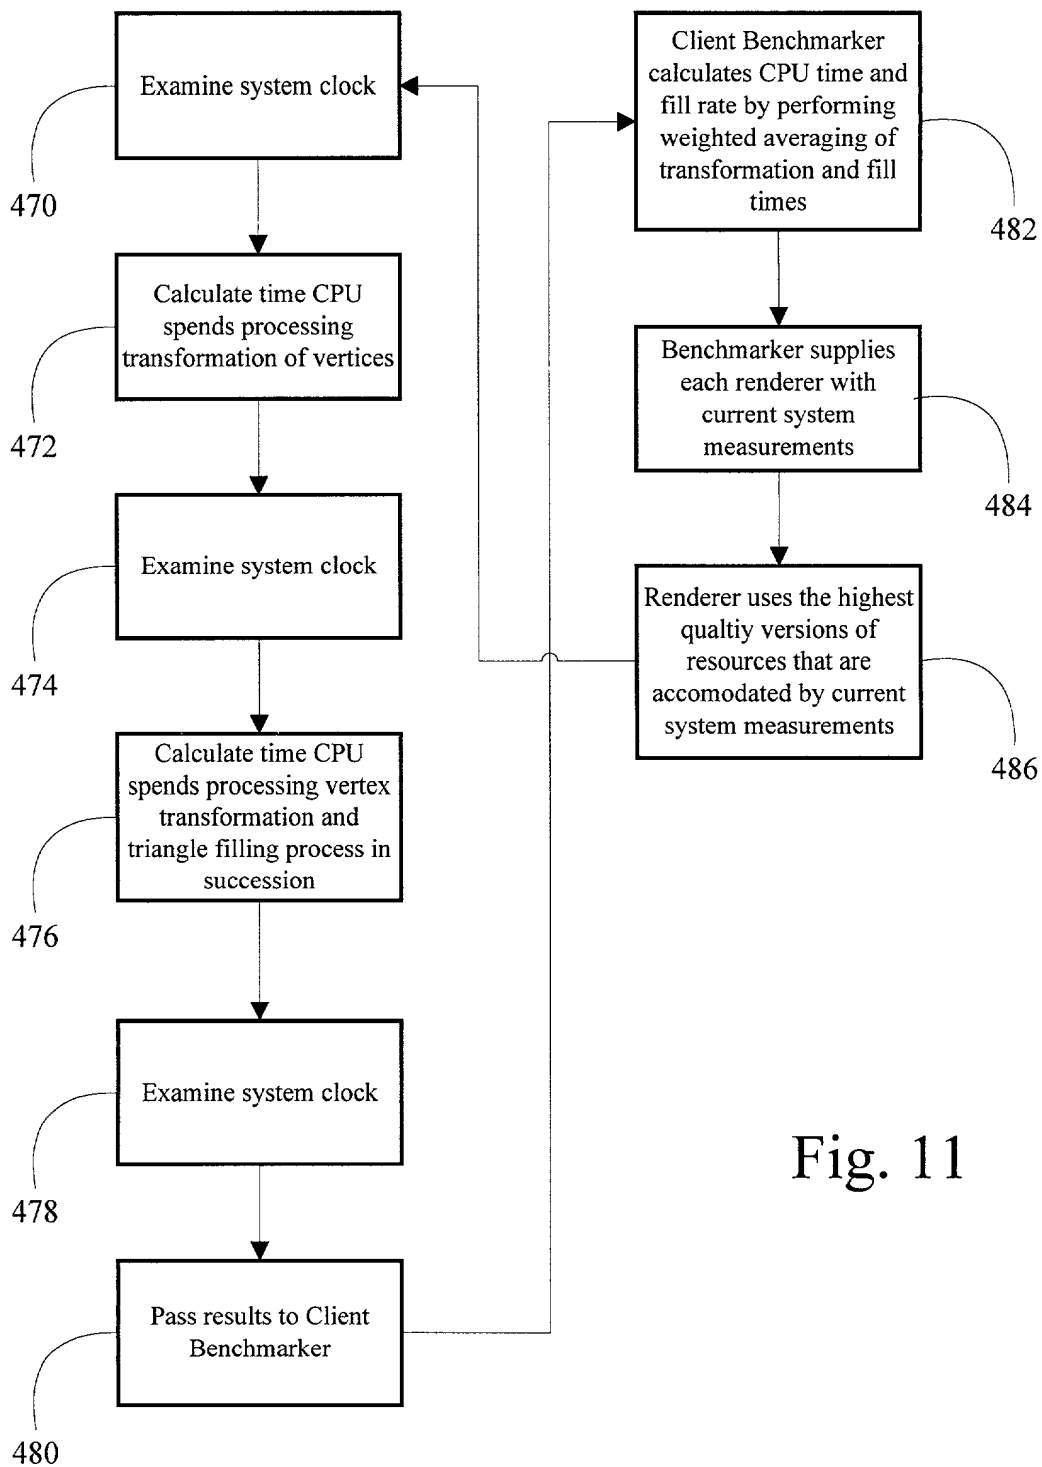 Examine system clock
470
Calculate time CPU
spends processing
transformation of vertices
472
Examine system clock
474
Calculate time CPU
spends processing vertex
transformation and
triangle filling process in
succession
476
Examine system clock
478
Pass results to Client
Benchmarker
480
Client Benchmarker
calculates CPU time and
fill rate by performing
weighted averaging of
transformation and fill
times
482
Benchmarker supplies
each renderer with
current system
measurements
484
Renderer uses the highest
qualtiy versions of
resources that are
accomodated by current
system measurements
486
Fig. 11